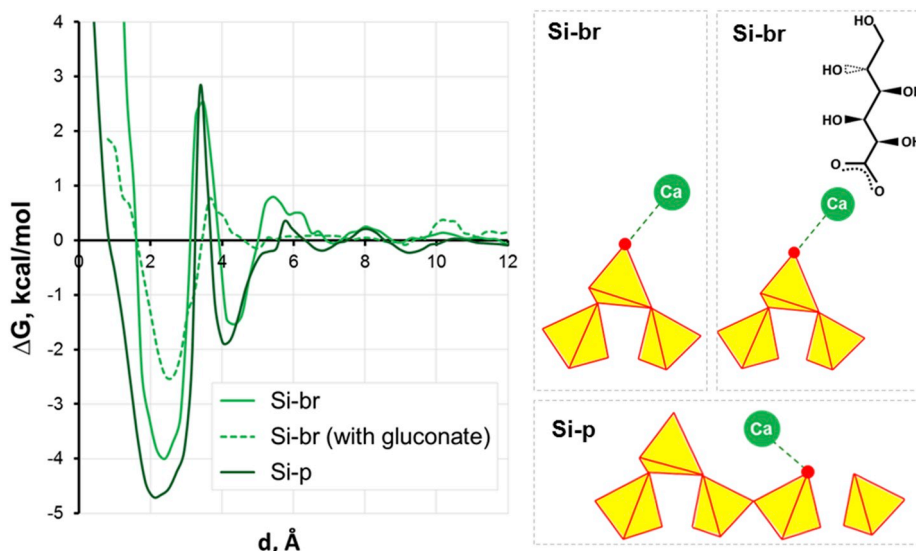 4
3
2
1
0
-1
-2
-3
-4
-5
ΔG, kcal/mol
0 2 4 6 8 10 12
d, Å
Si-br
Si-br (with gluconate)
Si-p
Si-br
Ca
Si-br
HO
HO
OH
HO
OH
O
O
Ca
Si-p
Ca